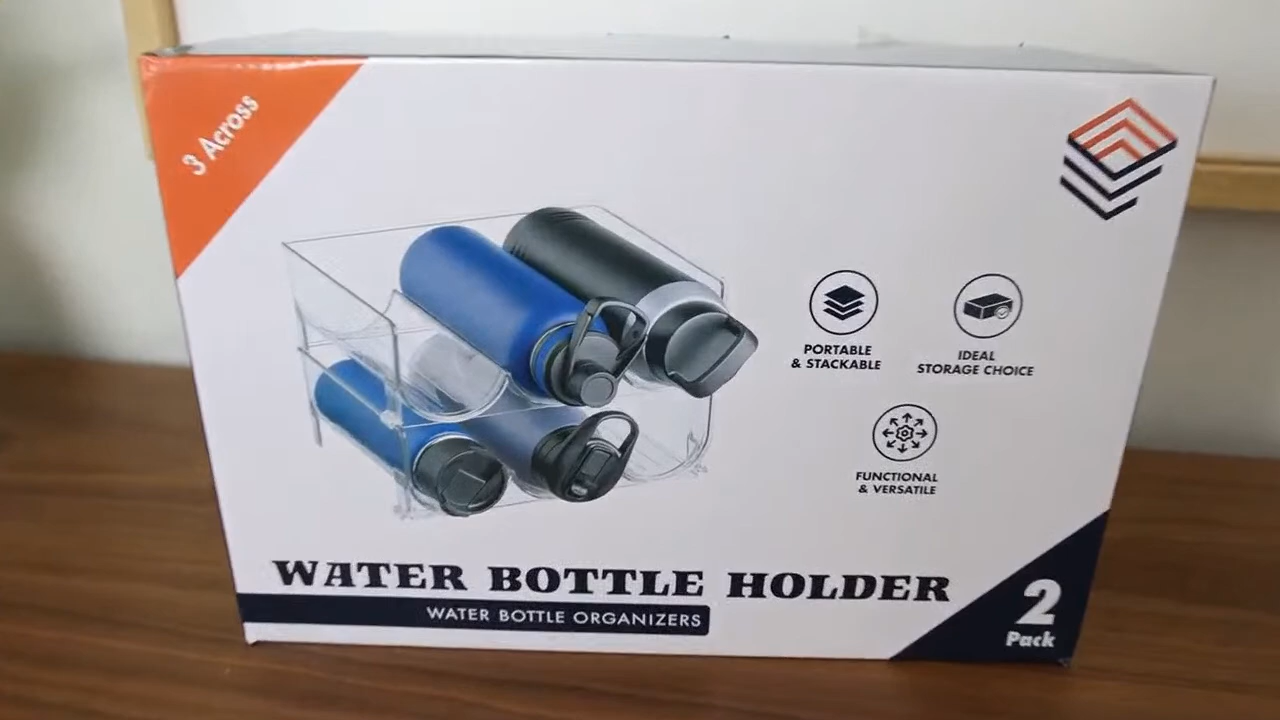 3 Across
PORTABLE
& STACKABLE
IDEAL
STORAGE CHOICE
FUNCTIONAL
& VERSATILE
WATER BOTTLE HOLDER
WATER BOTTLE ORGANIZERS
2
Pack